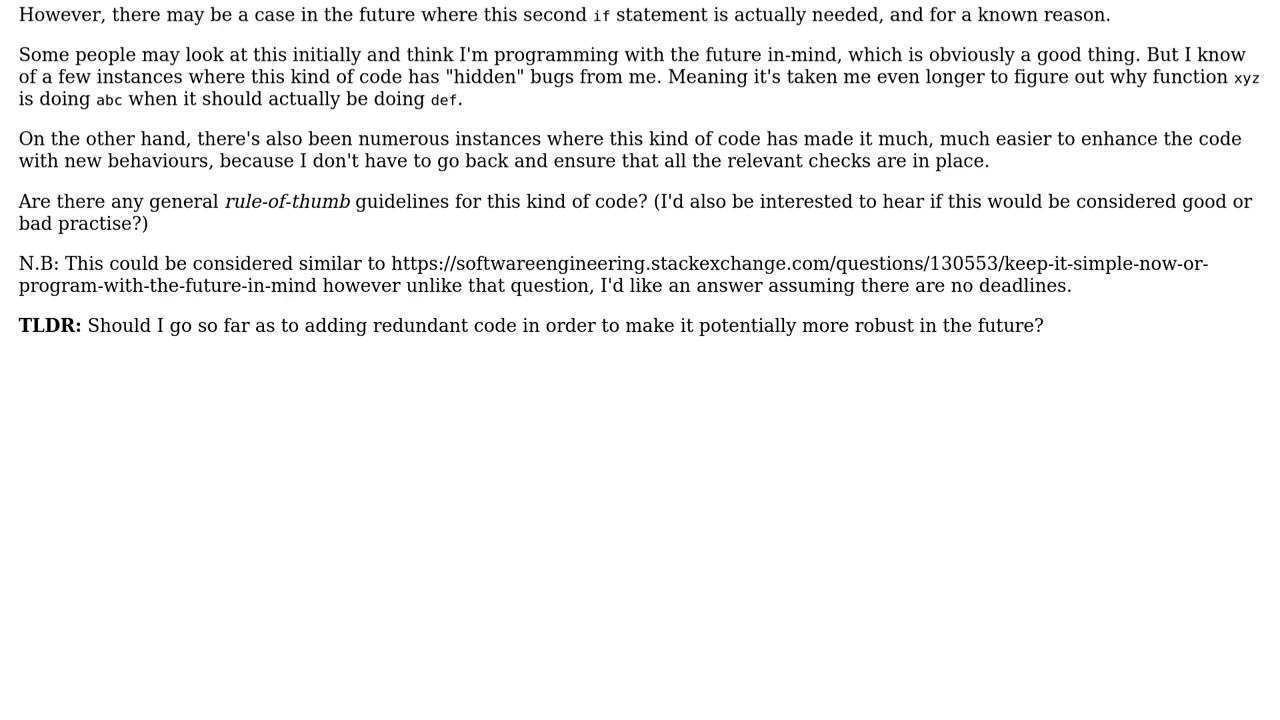 However, there may be a case in the future where this second if statement is actually needed, and for a known reason.
Some people may look at this initially and think I'm programming with the future in-mind, which is obviously a good thing. But I know
of a few instances where this kind of code has "hidden" bugs from me. Meaning it's taken me even longer to figure out why function xyz
is doing abc when it should actually be doing def.
On the other hand, there's also been numerous instances where this kind of code has made it much, much easier to enhance the code
with new behaviours, because I don't have to go back and ensure that all the relevant checks are in place.
Are there any general rule-of-thumb guidelines for this kind of code? (I'd also be interested to hear if this would be considered good or
bad practise?)
N.B: This could be considered similar to https://softwareengineering.stackexchange.com/questions/130553/keep-it-simple-now-or-
program-with-the-future-in-mind however unlike that question, I'd like an answer assuming there are no deadlines.
TLDR: Should I go so far as to adding redundant code in order to make it potentially more robust in the future?